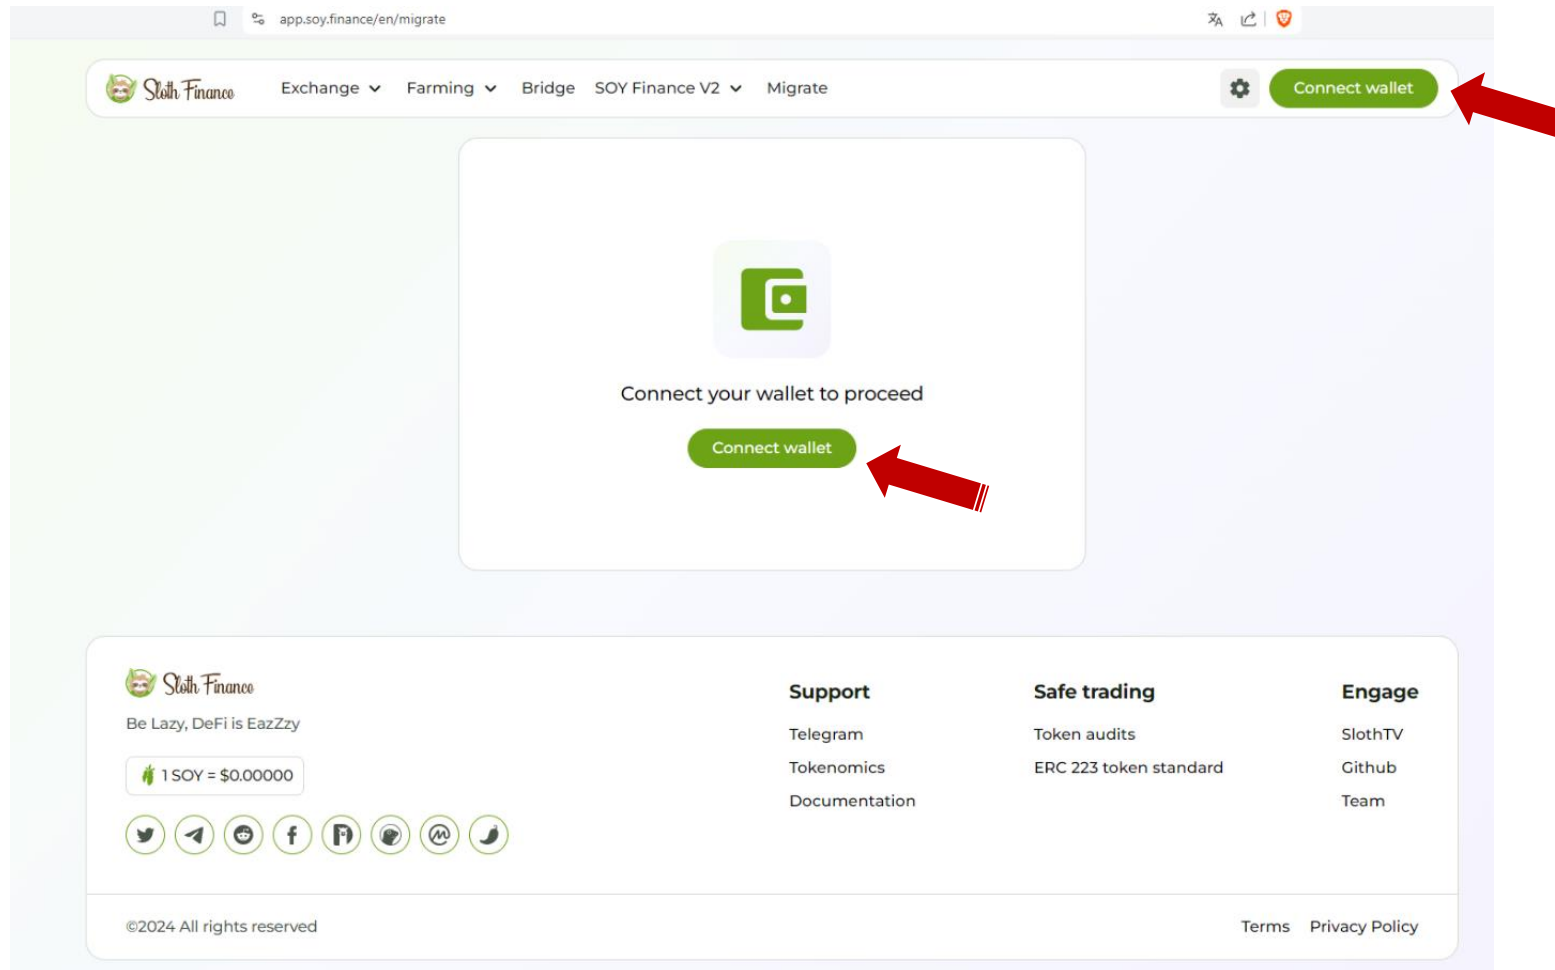 app.soy.finance/en/migrate
Sloth Finance Exchange Farming Bridge SOY Finance V2 Migrate Connect wallet
Connect your wallet to proceed
Connect wallet
Sloth Finance
Be Lazy, DeFi is EazZzy
1 SOY = $0.00000
Support
Telegram
Tokenomics
Documentation
Safe trading
Token audits
ERC 223 token standard
Engage
SlothTV
Github
Team
©2024 All rights reserved
Terms Privacy Policy